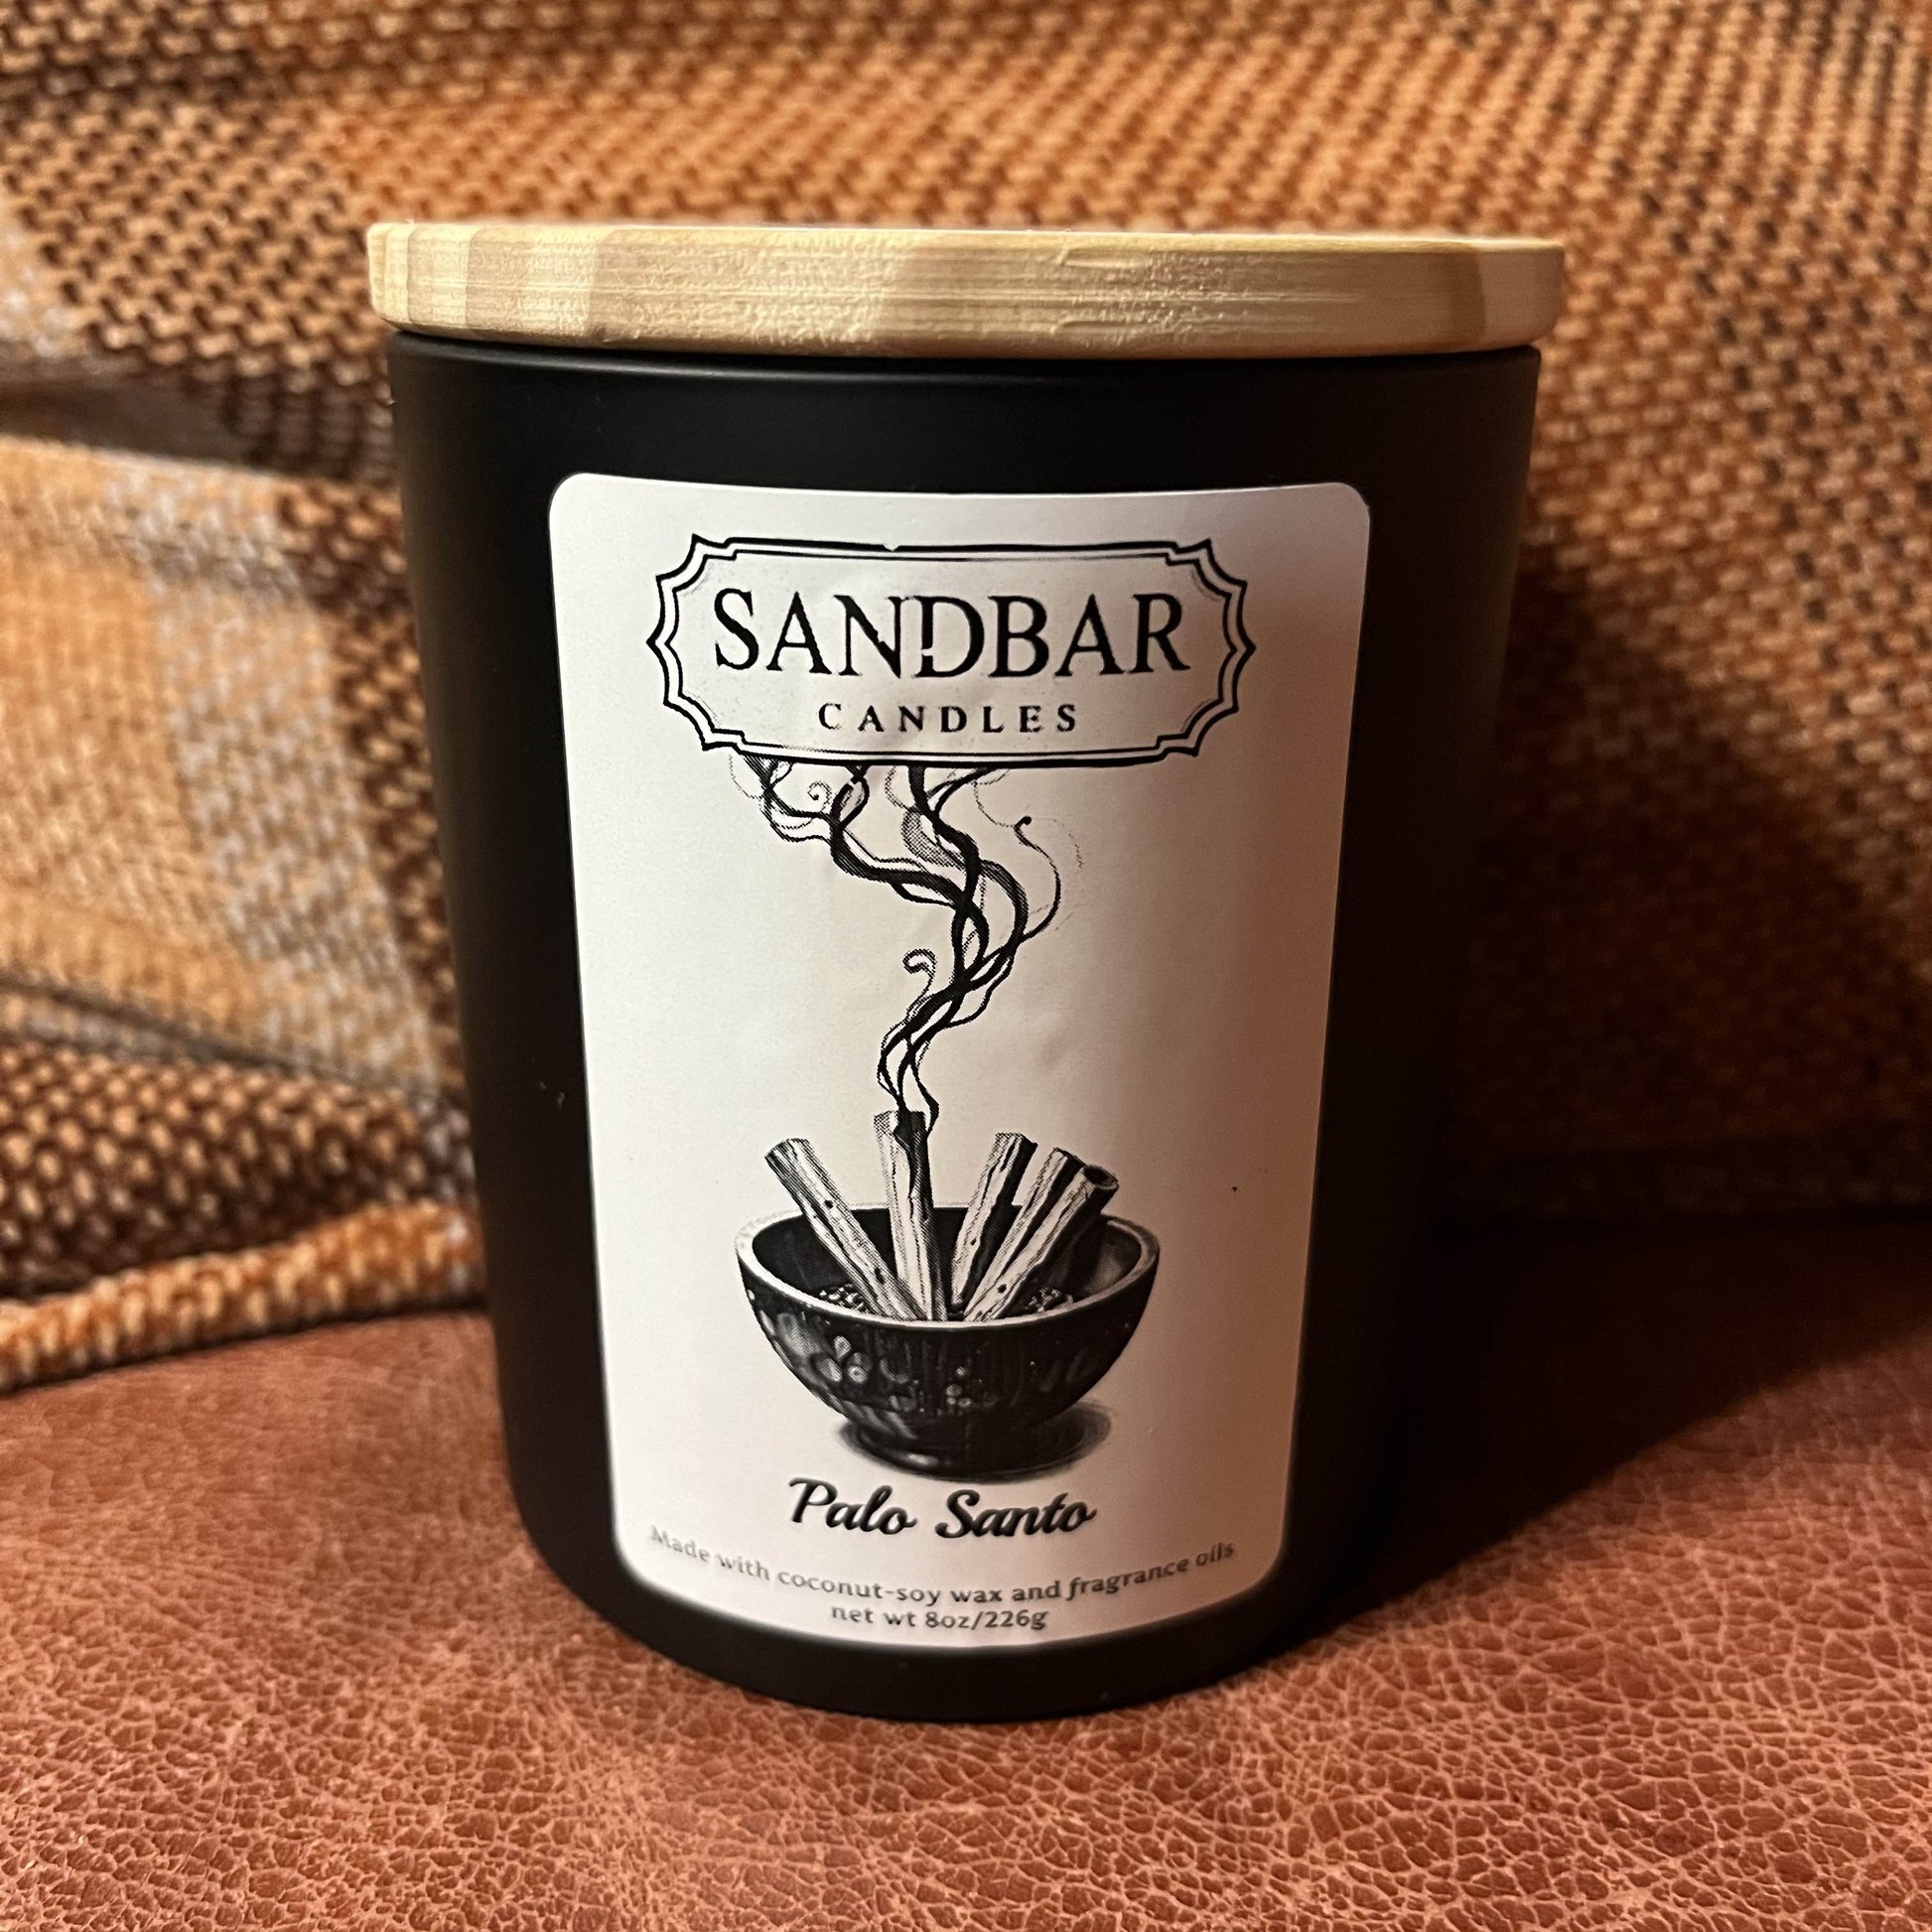 SANDBAR
CANDLES
Palo Santo
Made with coconut-soy wax and fragrance oils
net wt 8oz/226g